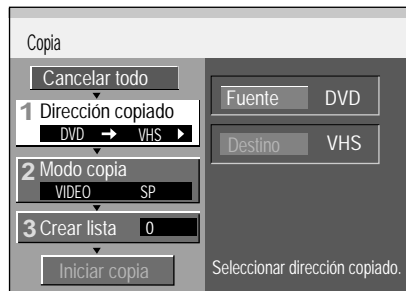 Copia
Cancelar todo
1 Dirección copiado
DVD → VHS
2 Modo copia
VIDEO SP
3 Crear lista 0
Iniciar copia
Fuente DVD
Destino VHS
Seleccionar dirección copiado.